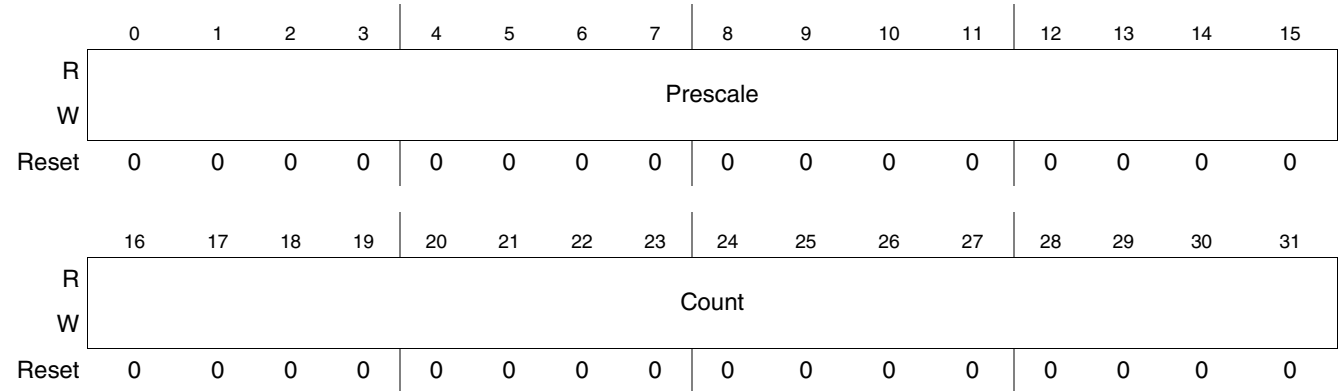 0 1 2 3 4 5 6 7 8 9 10 11 12 13 14 15
R
Prescale
W
Reset 0 0 0 0 0 0 0 0 0 0 0 0 0 0 0 0
16 17 18 19 20 21 22 23 24 25 26 27 28 29 30 31
R
Count
W
Reset 0 0 0 0 0 0 0 0 0 0 0 0 0 0 0 0